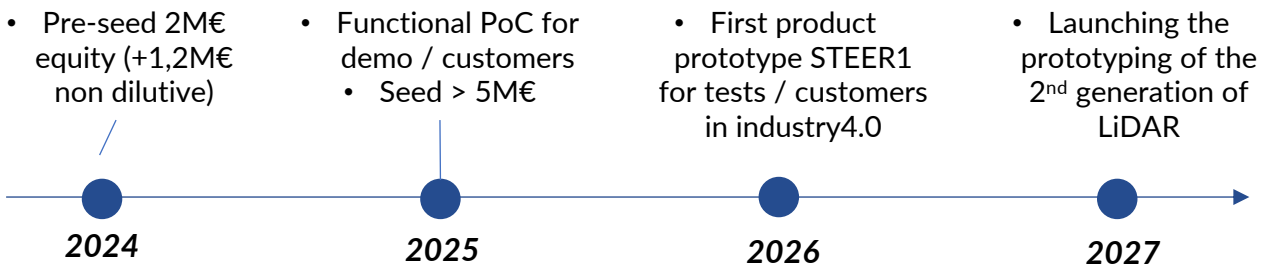 • Pre-seed 2M€
equity (+1,2M€
non dilutive)
• Functional PoC for
demo / customers
• Seed > 5M€
• First product
prototype STEER1
for tests / customers
in industry4.0
• Launching the
prototyping of the
2nd generation of
LiDAR
2024
2025
2026
2027